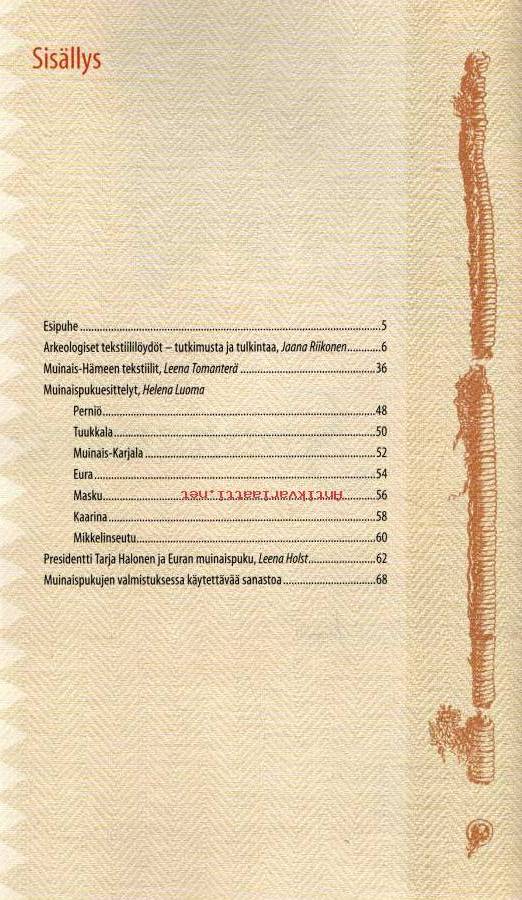 Sisällys
Esipuhe.....5
Arkeologiset tekstiililöydöt – tutkimusta ja tulkintaa, Jaana Riikonen.....6
Muinais-Hämeen tekstiilit, Leena Tomanterä.....36
Muinaispukuesittelyt, Helena Luoma
Perniö.....48
Tuukkala.....50
Muinais-Karjala.....52
Eura.....54
Masku.....56
Antikvariaatti.net
Kaarina.....58
Mikkelinseutu.....60
Presidentti Tarja Halonen ja Euran muinaispuku, Leena Holst.....62
Muinaispukujen valmistuksessa käytettävää sanastoa.....68